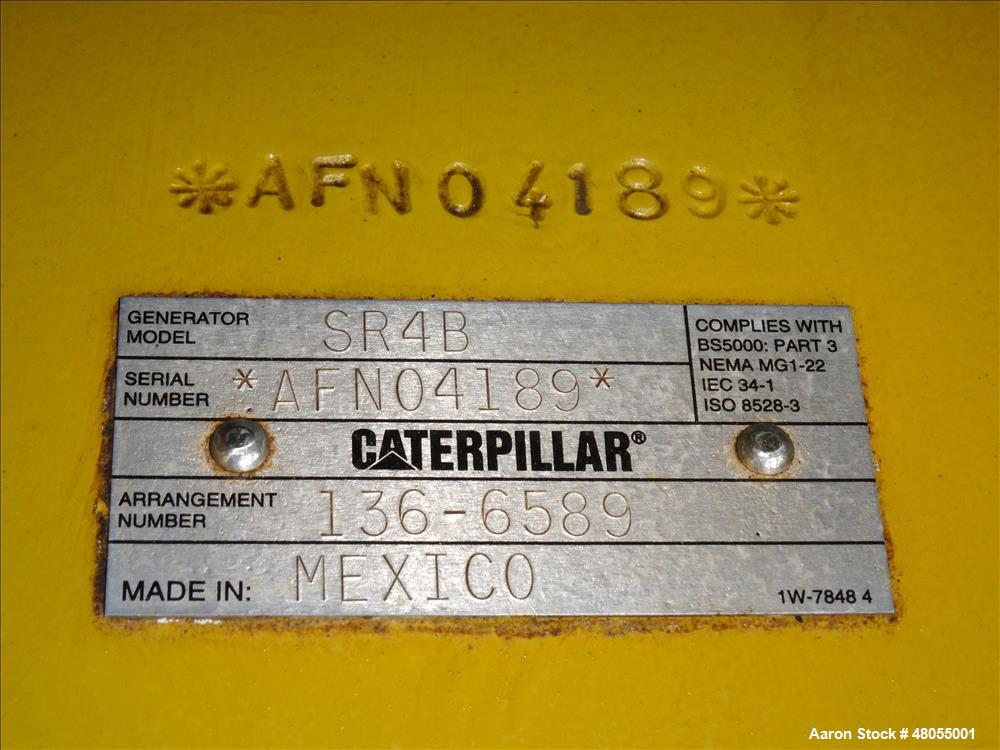 *AFN04189*
GENERATOR MODEL SR4B
SERIAL NUMBER *AFN04189*
COMPLIES WITH
BS5000: PART 3
NEMA MG1-22
IEC 34-1
ISO 8528-3
CATERPILLAR®
ARRANGEMENT NUMBER 136-6589
MADE IN: MEXICO
1W-7848 4
Aaron Stock # 48055001